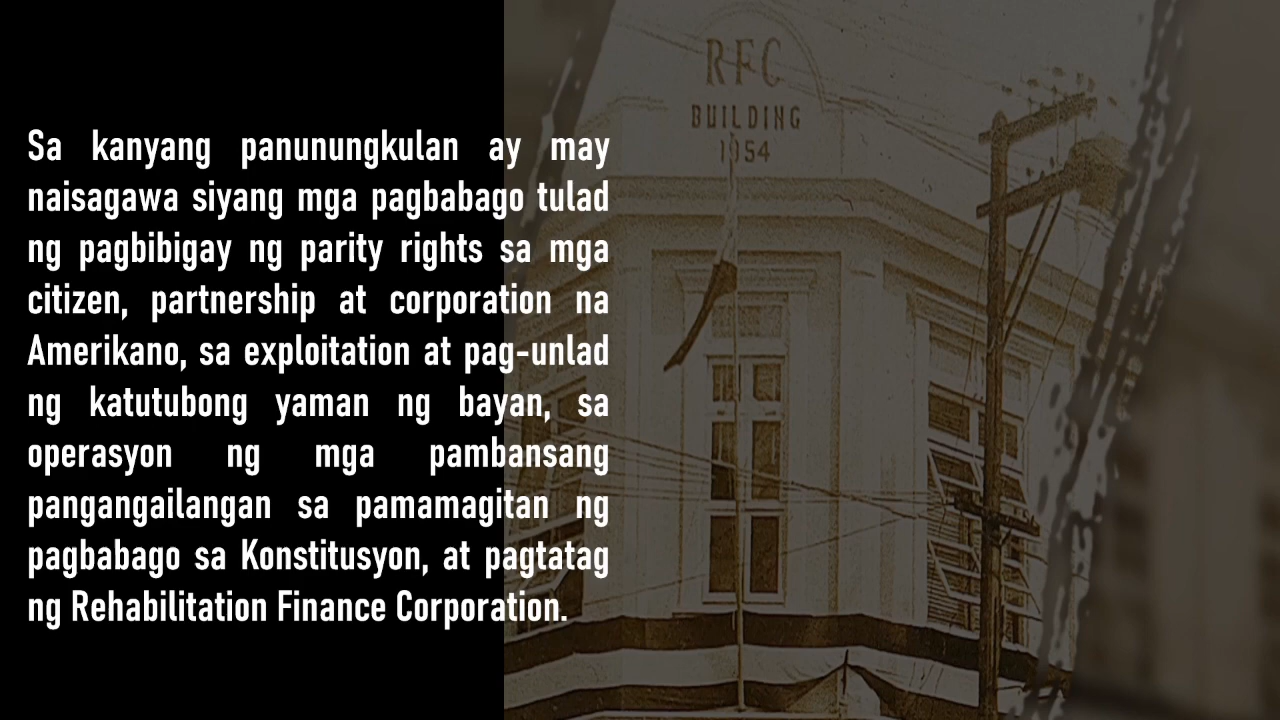 Sa kanyang panunungkulan ay may
naisagawa siyang mga pagbabago tulad
ng pagbibigay ng parity rights sa mga
citizen, partnership at corporation na
Amerikano, sa exploitation at pag-unlad
ng katutubong yaman ng bayan, sa
operasyon ng mga pambansang
pangangailangan sa pamamagitan ng
pagbabago sa Konstitusyon, at pagtatag
ng Rehabilitation Finance Corporation.
RFC
BUILDING
1954